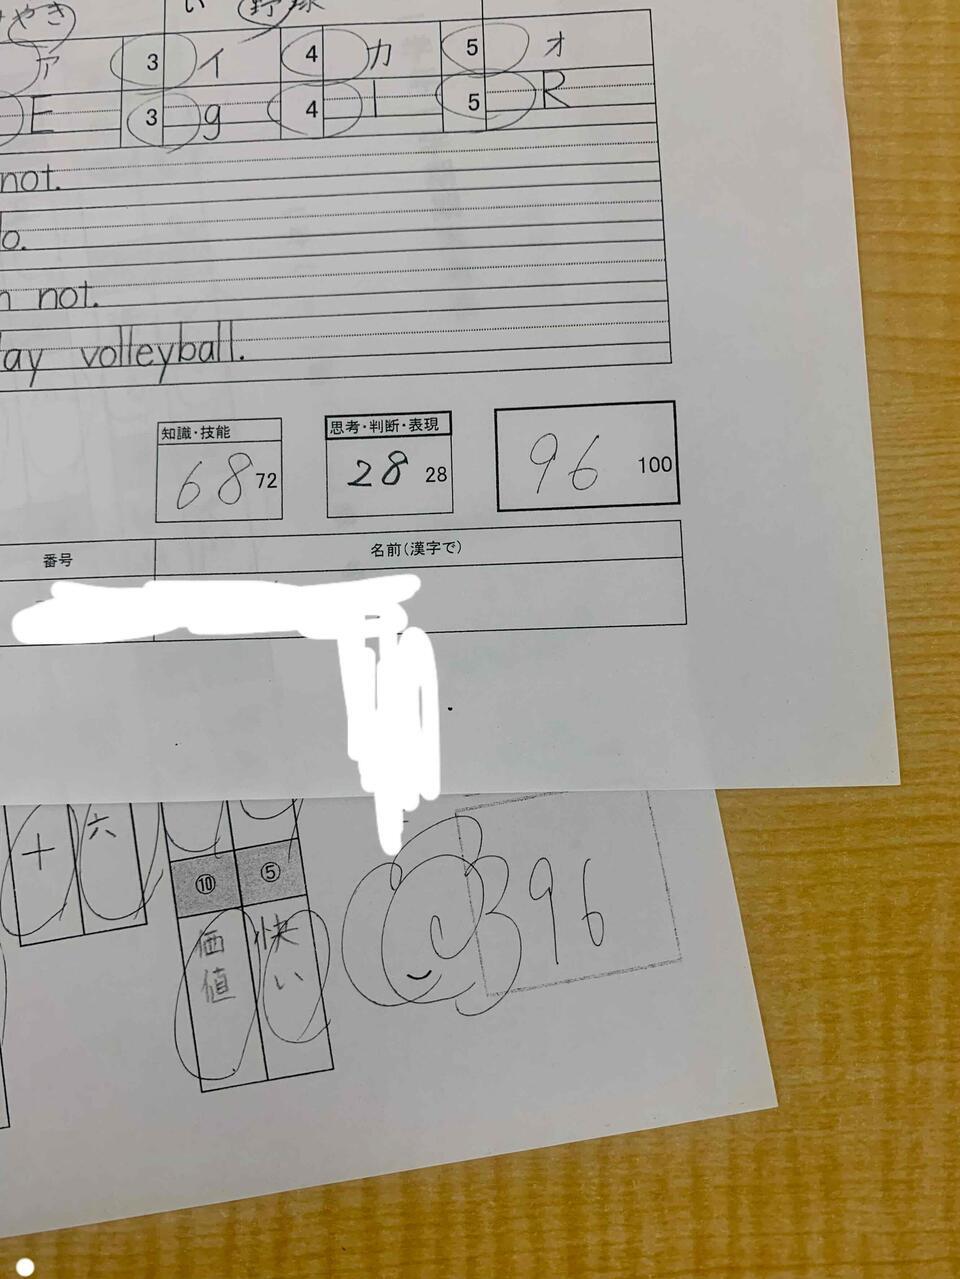 やき い 野球
ア 3 イ 4 カ 5 オ
E 3 g 4 l 5 R
not.
o.
not.
lay volleyball.
知識・技能 思考・判断・表現
68 72 28 28 96 100
番号 名前(漢字で)
十 六
⑩ ⑤
価値 快い
96